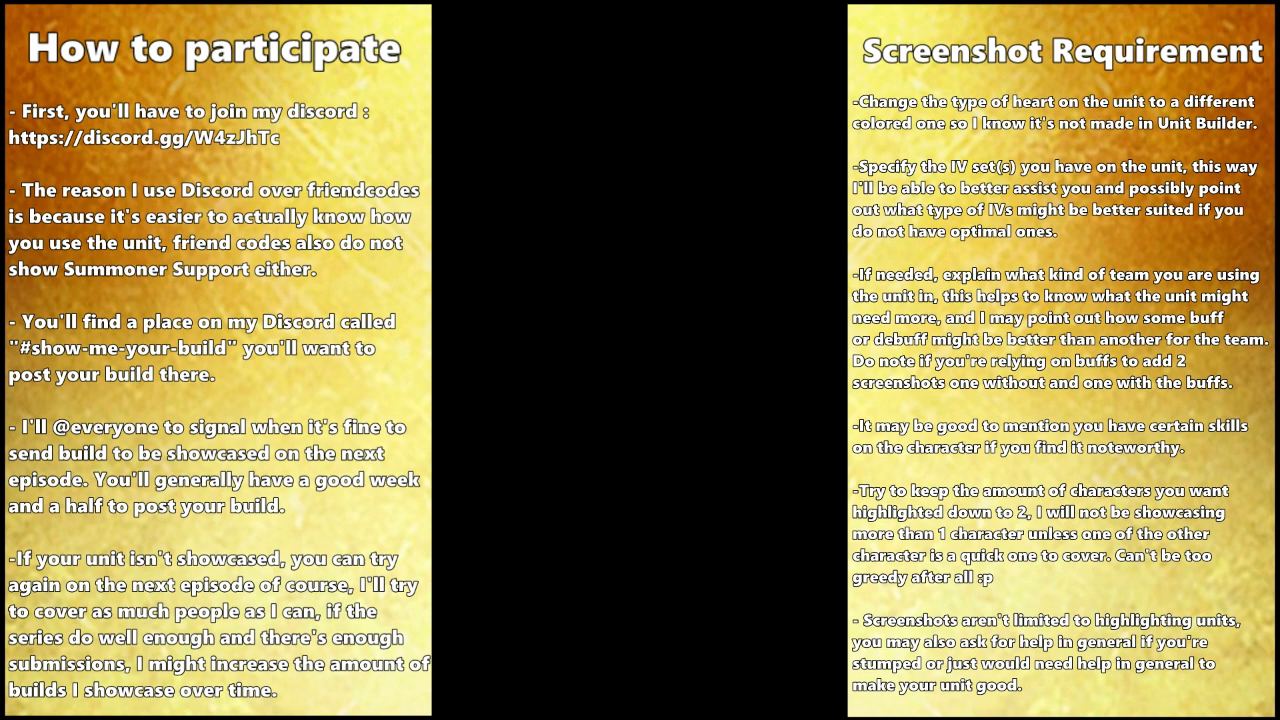 How to participate
- First, you'll have to join my discord :
https://discord.gg/W4zJhTc
- The reason I use Discord over friendcodes
is because it's easier to actually know how
you use the unit, friend codes also do not
show Summoner Support either.
- You'll find a place on my Discord called
"#show-me-your-build" you'll want to
post your build there.
- I'll @everyone to signal when it's fine to
send build to be showcased on the next
episode. You'll generally have a good week
and a half to post your build.
-If your unit isn't showcased, you can try
again on the next episode of course, I'll try
to cover as much people as I can, if the
series do well enough and there's enough
submissions, I might increase the amount of
builds I showcase over time.
Screenshot Requirement
-Change the type of heart on the unit to a different
colored one so I know it's not made in Unit Builder.
-Specify the IV set(s) you have on the unit, this way
I'll be able to better assist you and possibly point
out what type of IVs might be better suited if you
do not have optimal ones.
-If needed, explain what kind of team you are using
the unit in, this helps to know what the unit might
need more, and I may point out how some buff
or debuff might be better than another for the team.
Do note if you're relying on buffs to add 2
screenshots one without and one with the buffs.
-It may be good to mention you have certain skills
on the character if you find it noteworthy.
-Try to keep the amount of characters you want
highlighted down to 2, I will not be showcasing
more than 1 character unless one of the other
character is a quick one to cover. Can't be too
greedy after all :p
- Screenshots aren't limited to highlighting units,
you may also ask for help in general if you're
stumped or just would need help in general to
make your unit good.